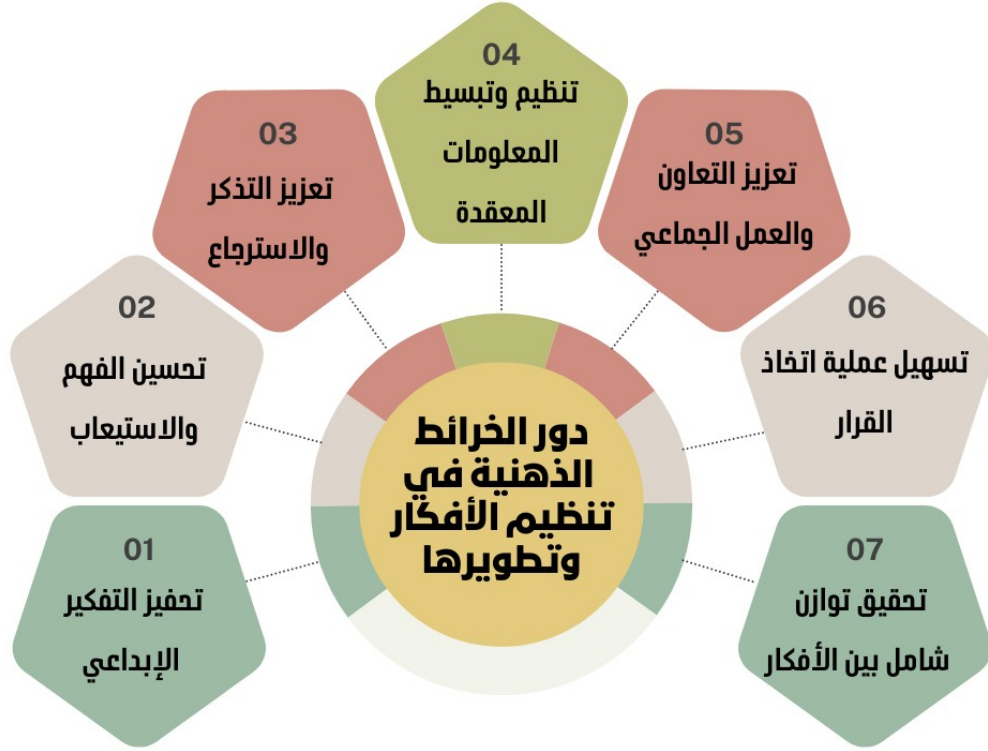 دور الخرائط
الذهنية في
تنظيم الأفكار
وتطويرها
01
تحفيز التفكير
الإبداعي
02
تحسين الفهم
والاستيعاب
03
تعزيز التذكر
والاسترجاع
04
تنظيم وتبسيط
المعلومات
المعقدة
05
تعزيز التعاون
والعمل الجماعي
06
تسهيل عملية اتخاذ
القرار
07
تحقيق توازن
شامل بين الأفكار